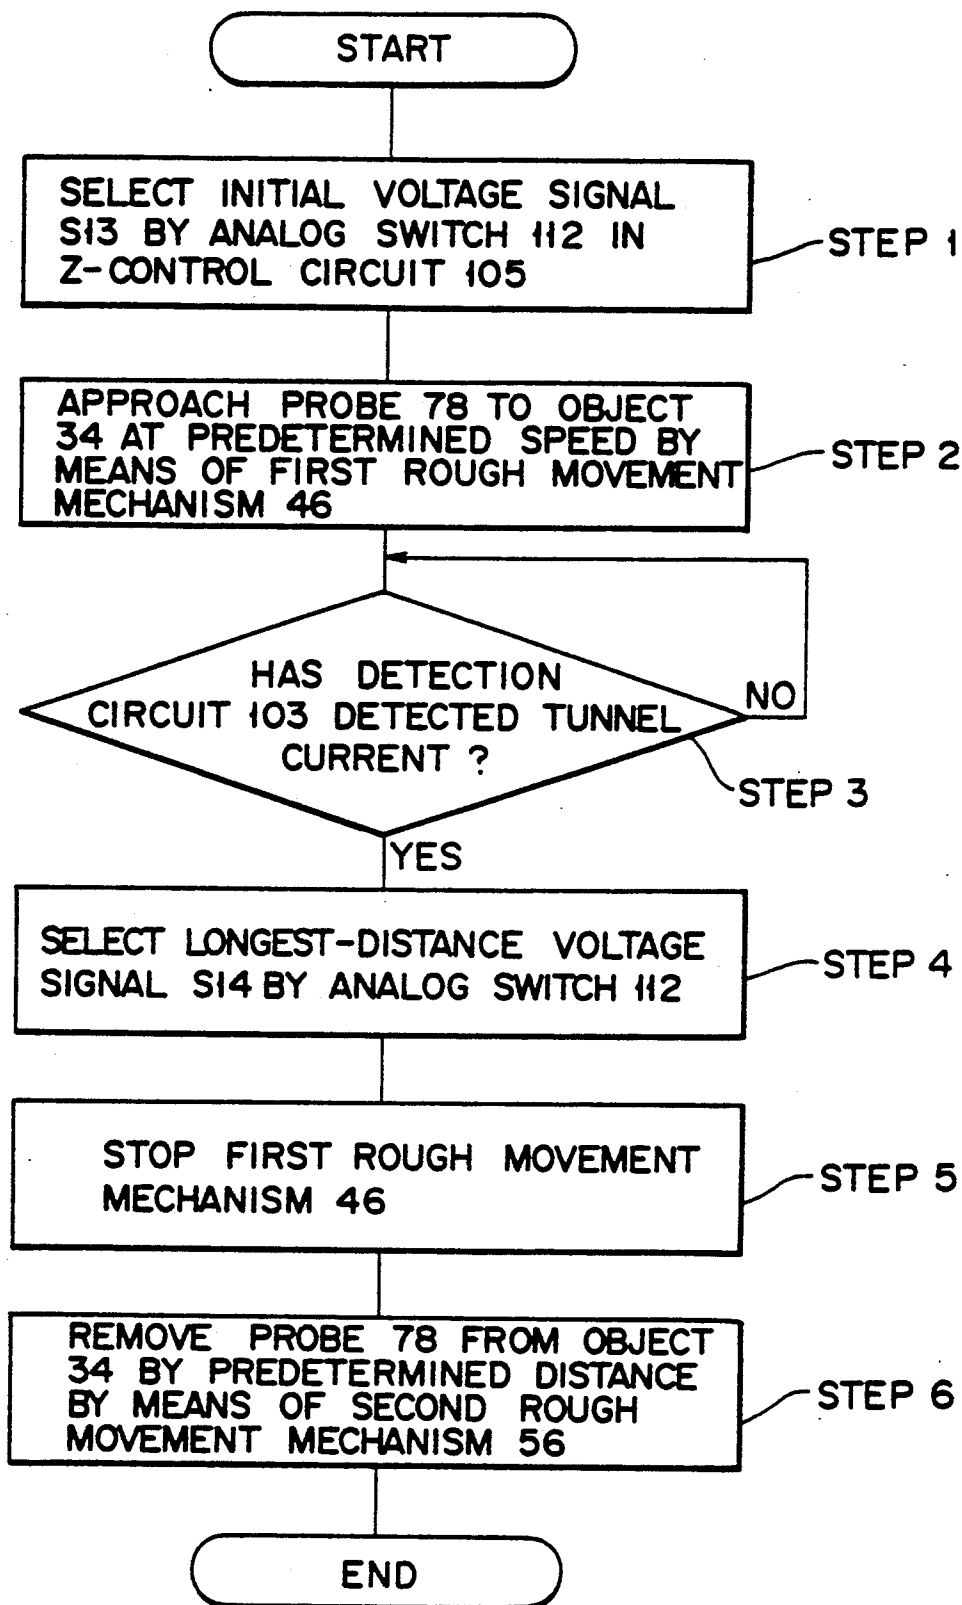 START
SELECT INITIAL VOLTAGE SIGNAL
S13 BY ANALOG SWITCH 112 IN
Z-CONTROL CIRCUIT 105
STEP 1
APPROACH PROBE 78 TO OBJECT
34 AT PREDETERMINED SPEED BY
MEANS OF FIRST ROUGH MOVEMENT
MECHANISM 46
STEP 2
HAS DETECTION
CIRCUIT 103 DETECTED TUNNEL
CURRENT ?
NO
STEP 3
YES
SELECT LONGEST-DISTANCE VOLTAGE
SIGNAL S14 BY ANALOG SWITCH 112
STEP 4
STOP FIRST ROUGH MOVEMENT
MECHANISM 46
STEP 5
REMOVE PROBE 78 FROM OBJECT
34 BY PREDETERMINED DISTANCE
BY MEANS OF SECOND ROUGH
MOVEMENT MECHANISM 56
STEP 6
END